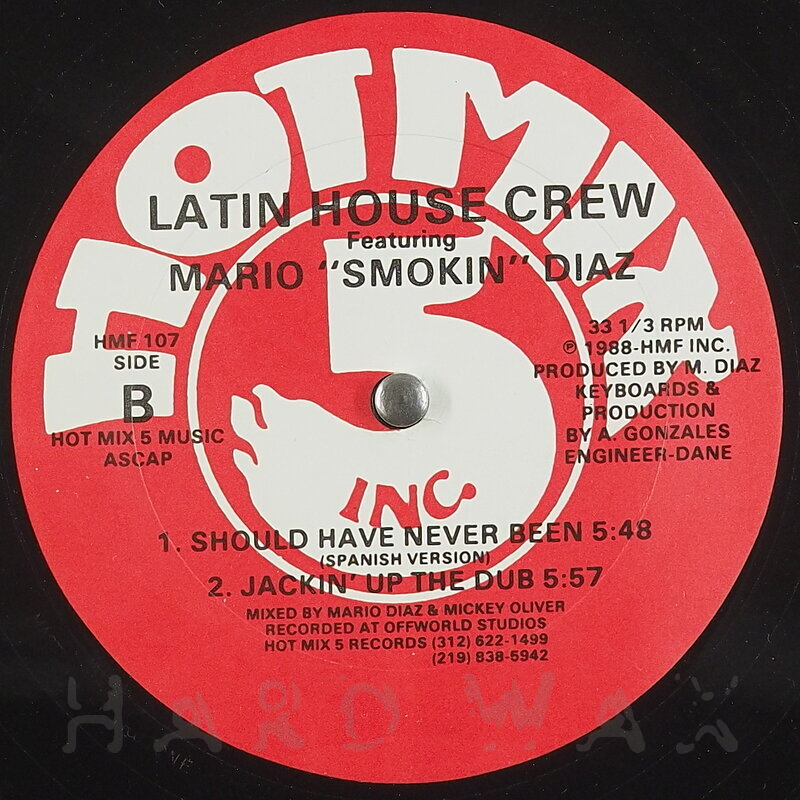 HOTMIX
5
INC.
LATIN HOUSE CREW
Featuring
MARIO "SMOKIN" DIAZ
HMF 107
SIDE
B
HOT MIX 5 MUSIC
ASCAP
33 1/3 RPM
℗ 1988-HMF INC.
PRODUCED BY M. DIAZ
KEYBOARDS &
PRODUCTION
BY A. GONZALES
ENGINEER-DANE
1. SHOULD HAVE NEVER BEEN 5:48
(SPANISH VERSION)
2. JACKIN' UP THE DUB 5:57
MIXED BY MARIO DIAZ & MICKEY OLIVER
RECORDED AT OFFWORLD STUDIOS
HOT MIX 5 RECORDS (312) 622-1499
(219) 838-5942
HARD WAX